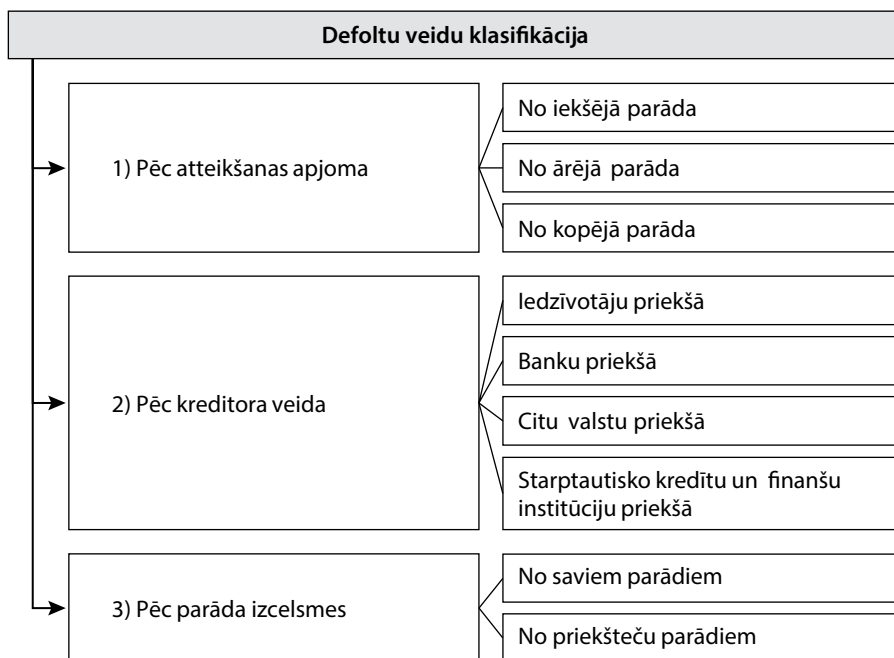 Defoltu veidu klasifikācija
1) Pēc atteikšanas apjoma
No iekšējā parāda
No ārējā parāda
No kopējā parāda
2) Pēc kreditora veida
Iedzīvotāju priekšā
Banku priekšā
Citu valstu priekšā
Starptautisko kredītu un finanšu
institūciju priekšā
3) Pēc parāda izcelsmes
No saviem parādiem
No priekšteču parādiem